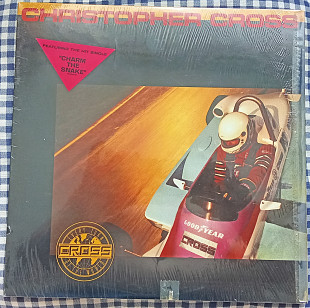 CHRISTOPHER CROSS
FEATURING THE HIT SINGLE
"CHARM
THE
SNAKE"
GOODYEAR
CROSS
CROSS